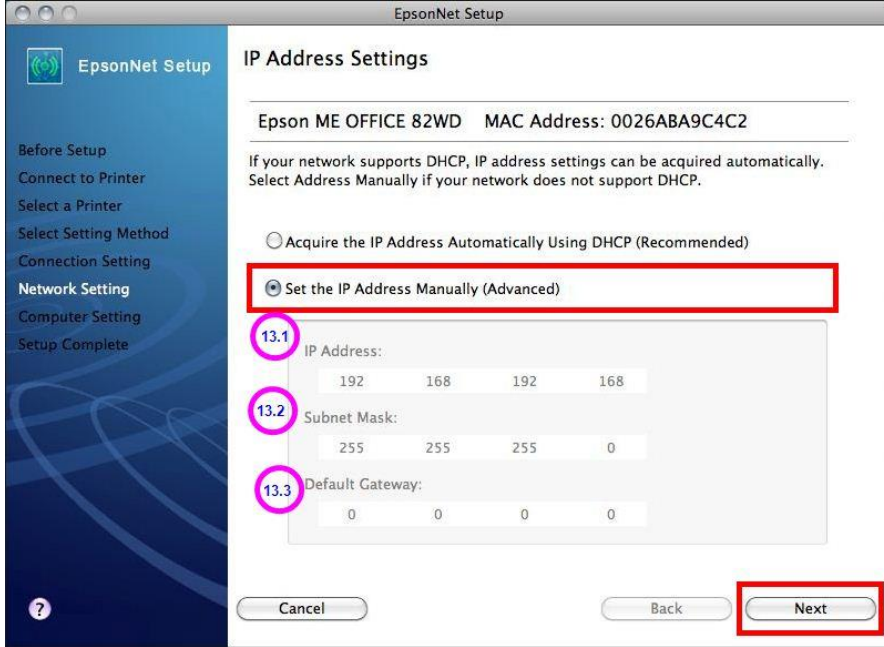 EpsonNet Setup
EpsonNet Setup
Before Setup
Connect to Printer
Select a Printer
Select Setting Method
Connection Setting
Network Setting
Computer Setting
Setup Complete
?
IP Address Settings
Epson ME OFFICE 82WD MAC Address: 0026ABA9C4C2
If your network supports DHCP, IP address settings can be acquired automatically.
Select Address Manually if your network does not support DHCP.
Acquire the IP Address Automatically Using DHCP (Recommended)
Set the IP Address Manually (Advanced)
13.1
IP Address:
192 168 192 168
13.2
Subnet Mask:
255 255 255 0
13.3
Default Gateway:
0 0 0 0
Cancel Back Next